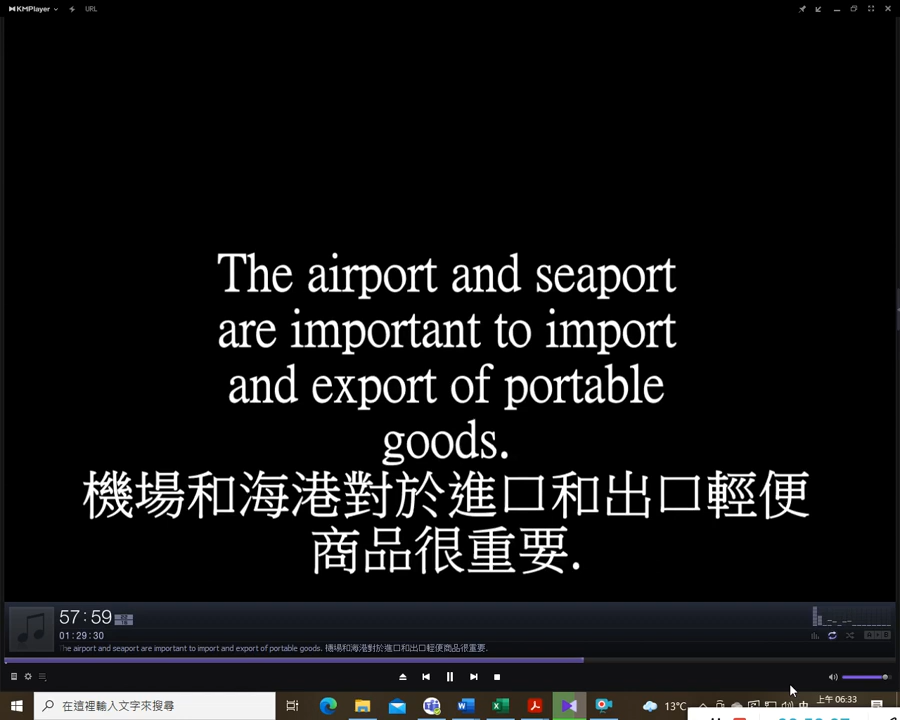 KMPlayer
URL
The airport and seaport
are important to import
and export of portable
goods.
機場和海港對於進口和出口輕便
商品很重要.
57:59
01:29:30
he airport and seaport are important to import and export of portable goods. 機場和海港對於進口和出口輕便商品很重要.
在這裡輸入文字來搜尋
13°C
中
上午 06:33